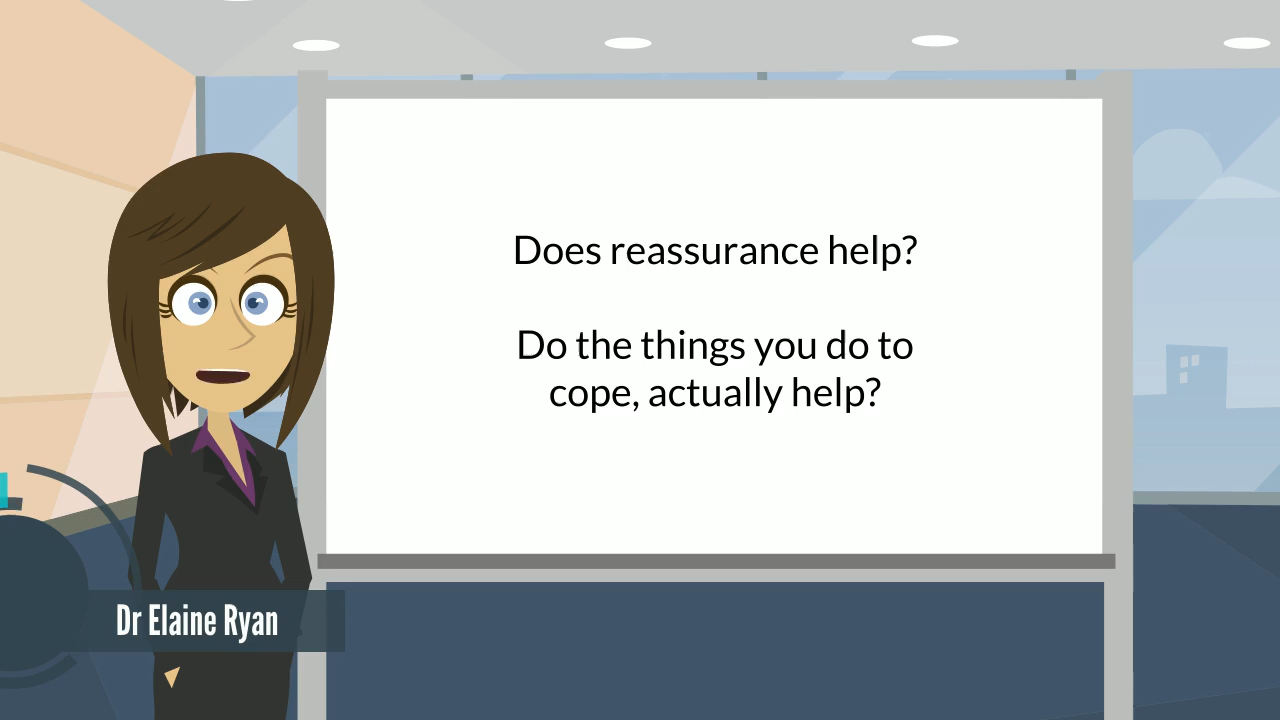 Does reassurance help?
Do the things you do to
cope, actually help?
Dr Elaine Ryan